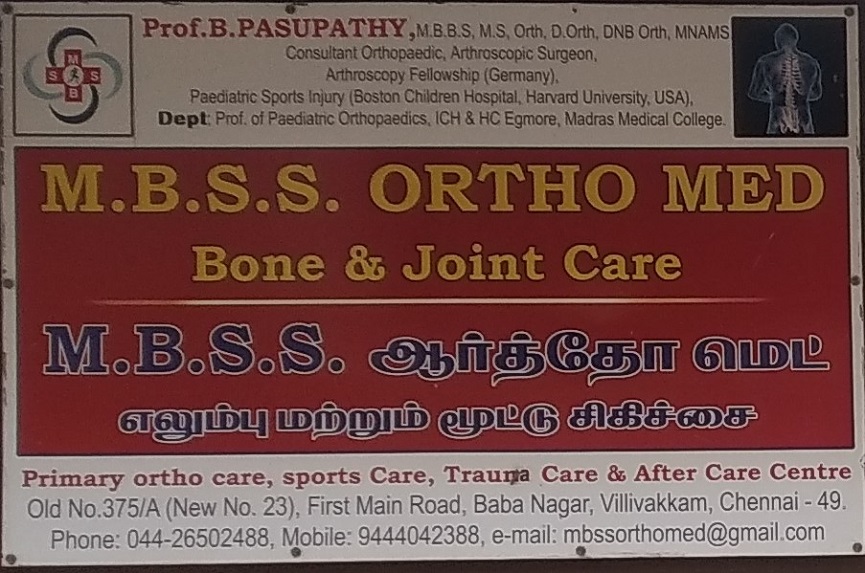 Prof.B.PASUPATHY,M.B.B.S, M.S, Orth, D.Orth, DNB Orth, MNAMS
Consultant Orthopaedic, Arthroscopic Surgeon,
Arthroscopy Fellowship (Germany),
Paediatric Sports Injury (Boston Children Hospital, Harvard University, USA),
Dept: Prof. of Paediatric Orthopaedics, ICH & HC Egmore, Madras Medical College.
M
S S
B
M.B.S.S. ORTHO MED
Bone & Joint Care
M.B.S.S. ஆர்த்தோ மெட்
எலும்பு மற்றும் மூட்டு சிகிச்சை
Primary ortho care, sports Care, Trauma Care & After Care Centre
Old No.375/A (New No. 23), First Main Road, Baba Nagar, Villivakkam, Chennai - 49.
Phone: 044-26502488, Mobile: 9444042388, e-mail: mbssorthomed@gmail.com